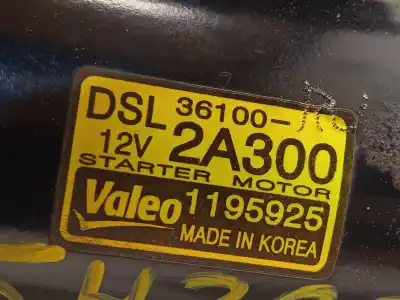 DSL 36100-
12V 2A300
STARTER MOTOR
Valeo 1195925
MADE IN KOREA